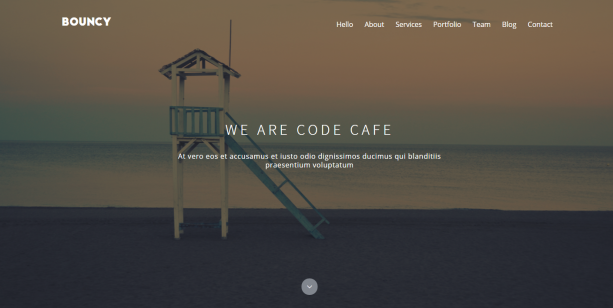 BOUNCY
Hello About Services Portfolio Team Blog Contact
WE ARE CODE CAFE
At vero eos et accusamus et iusto odio dignissimos ducimus qui blanditiis
praesentium voluptatum